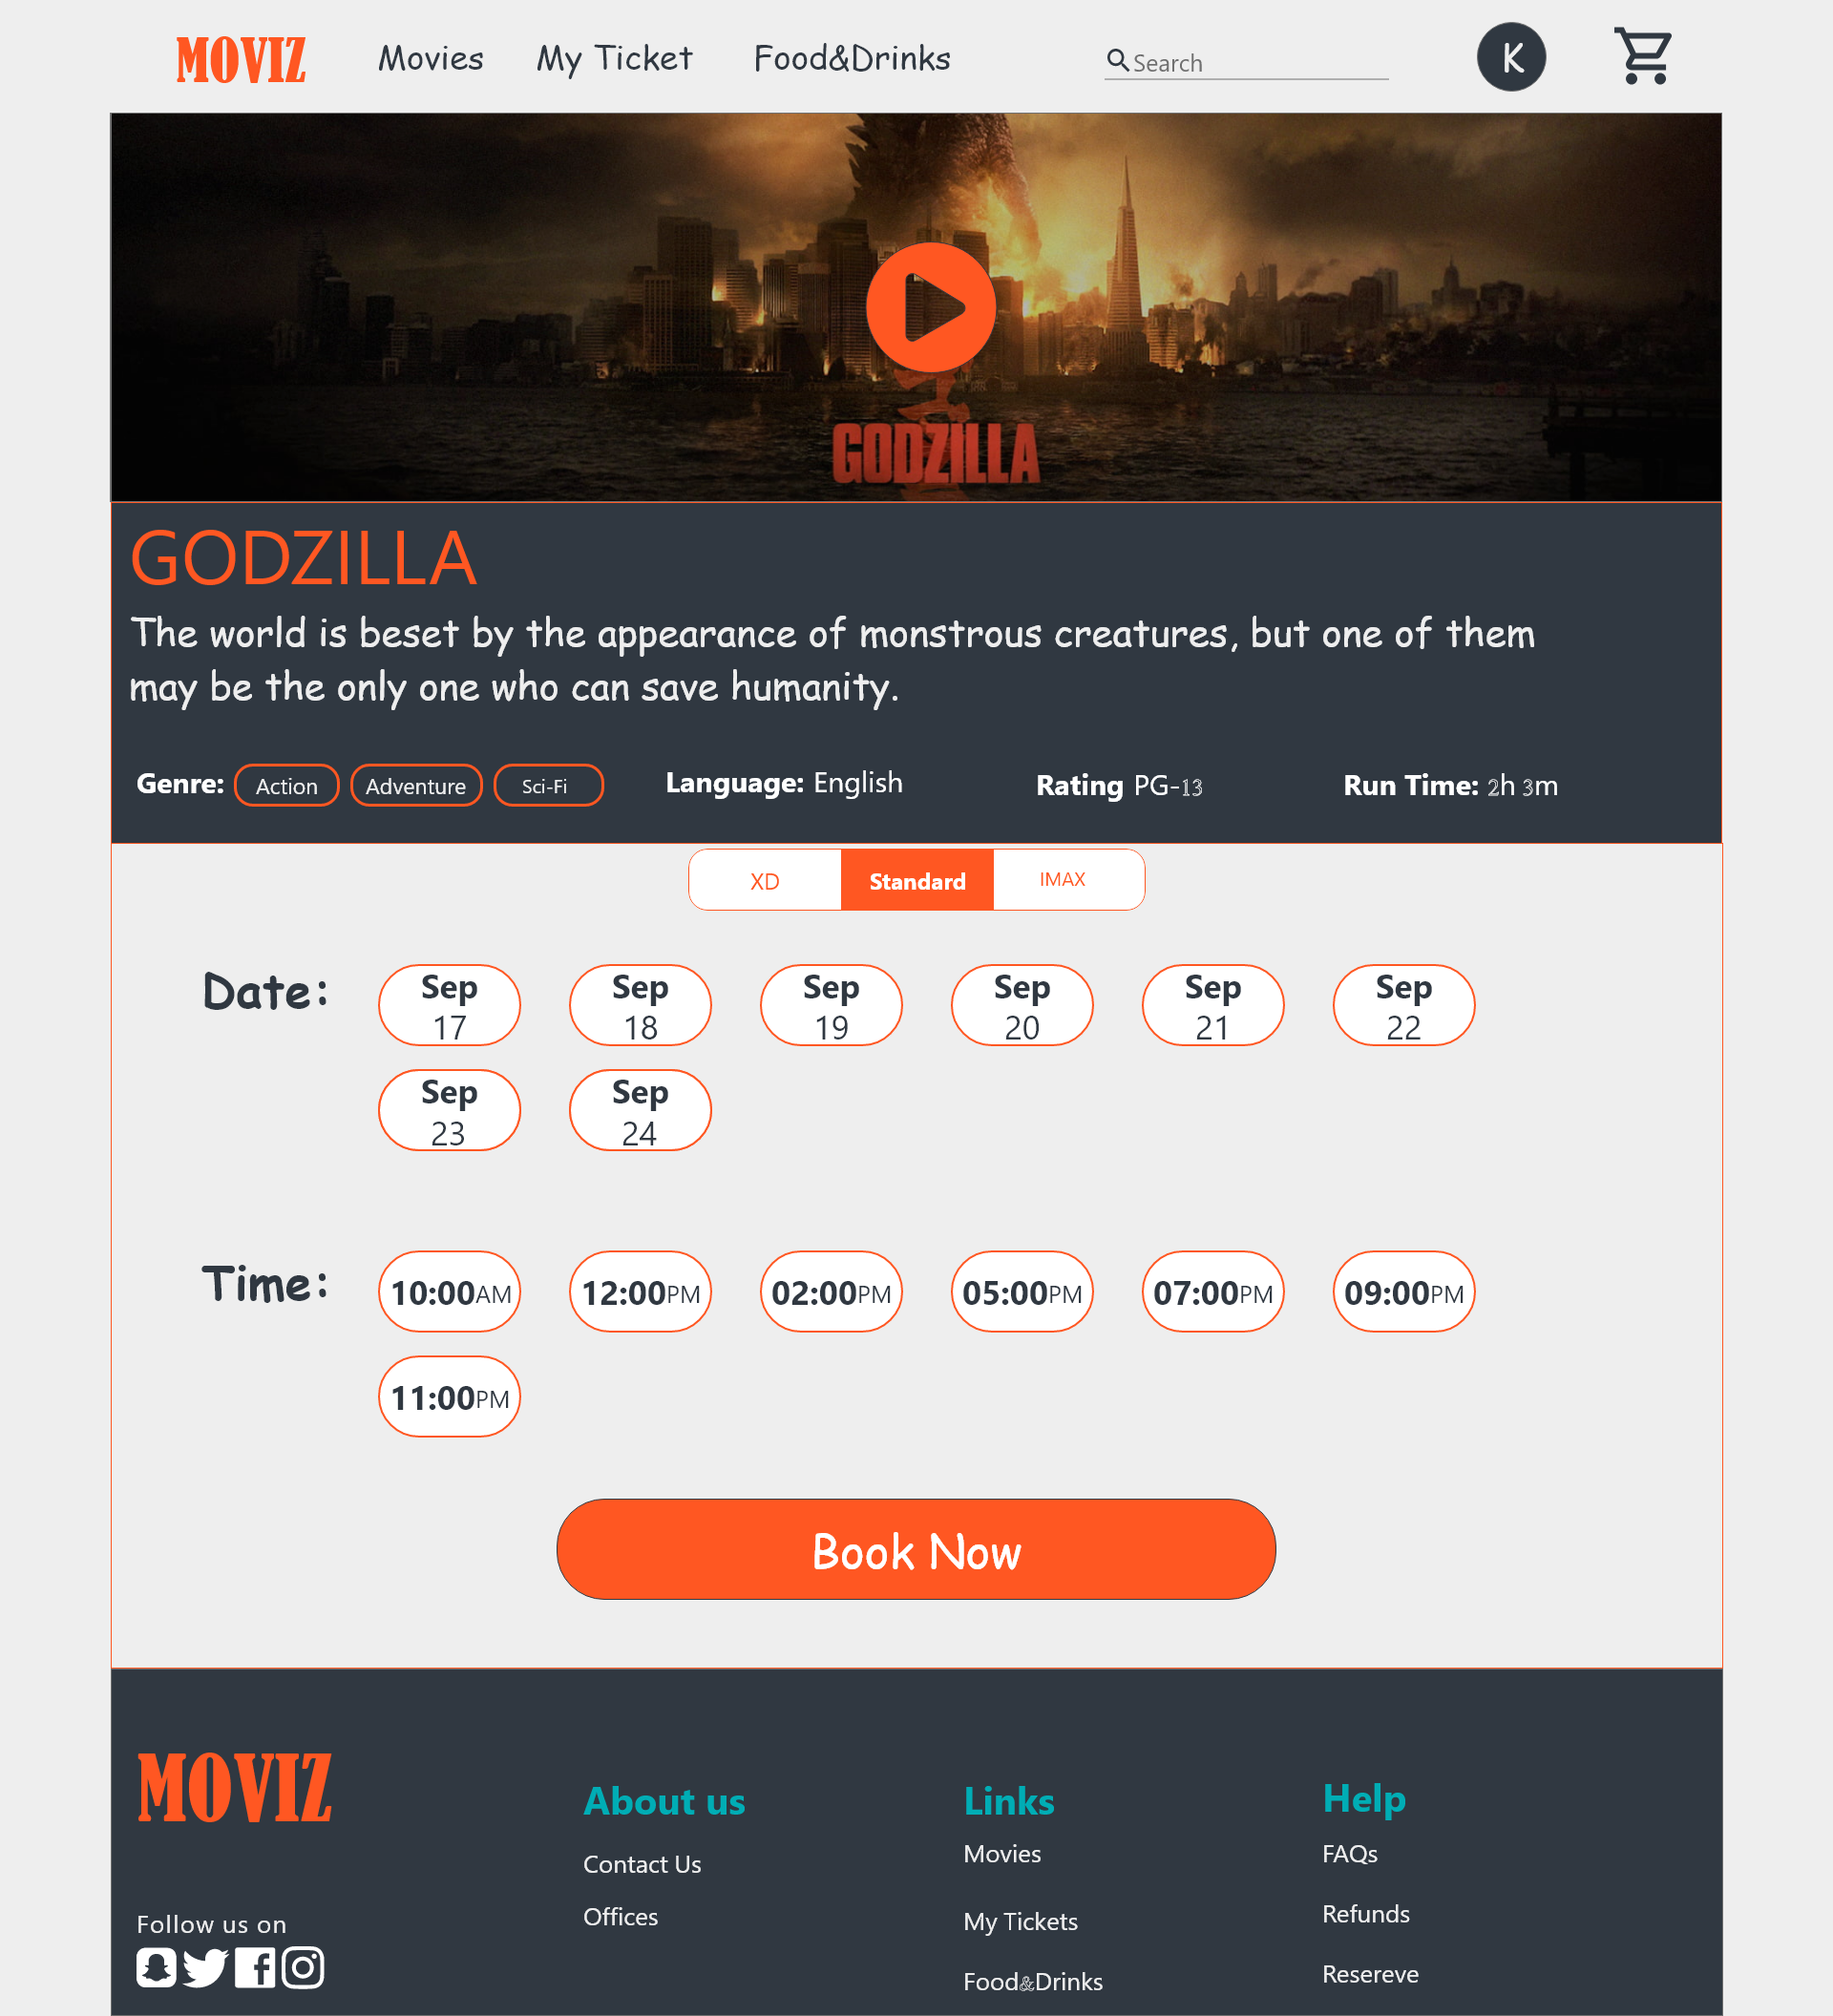 MOVIZ Movies My Ticket Food&Drinks Search K
GODZILLA
GODZILLA
The world is beset by the appearance of monstrous creatures, but one of them
may be the only one who can save humanity.
Genre: Action Adventure Sci-Fi Language: English Rating PG-13 Run Time: 2h 3m
XD Standard IMAX
Date:
Sep
17
Sep
18
Sep
19
Sep
20
Sep
21
Sep
22
Sep
23
Sep
24
Time:
10:00AM 12:00PM 02:00PM 05:00PM 07:00PM 09:00PM
11:00PM
Book Now
MOVIZ
Follow us on
About us
Contact Us
Offices
Links
Movies
My Tickets
Food&Drinks
Help
FAQs
Refunds
Resereve